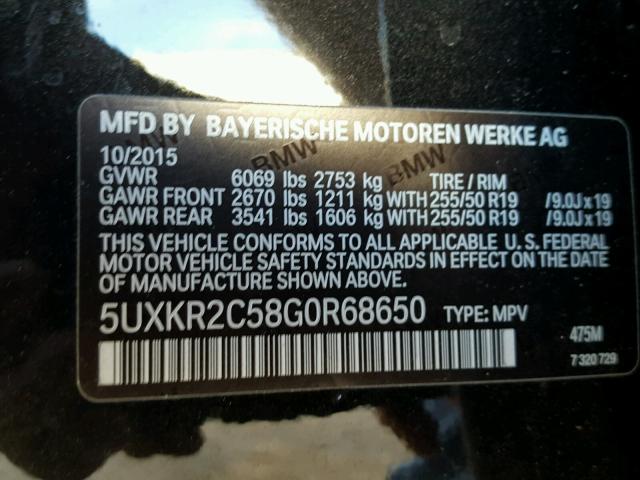 MFD BY BAYERISCHE MOTOREN WERKE AG
10/2015
GVWR 6069 lbs 2753 kg TIRE / RIM
GAWR FRONT 2670 lbs 1211 kg WITH 255/50 R19 /9.0J x 19
GAWR REAR 3541 lbs 1606 kg WITH 255/50 R19 /9.0J x 19
BMW BMW
THIS VEHICLE CONFORMS TO ALL APPLICABLE U. S. FEDERAL
MOTOR VEHICLE SAFETY STANDARDS IN EFFECT ON THE DATE
OF MANUFACTURE SHOWN ABOVE.
5UXKR2C58G0R68650 TYPE: MPV
475M
7 320 729